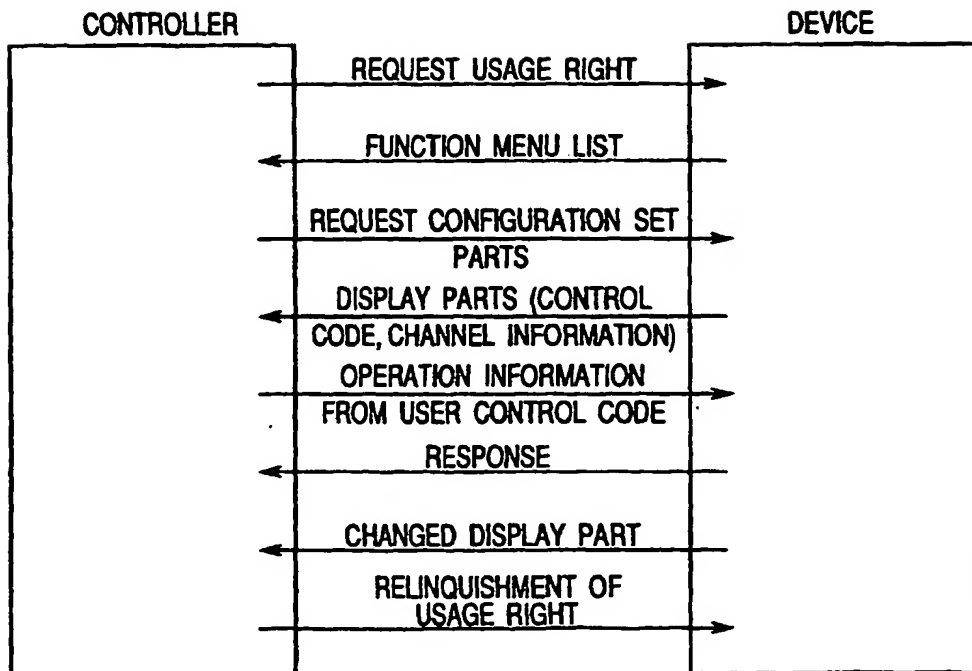 CONTROLLER
DEVICE
REQUEST USAGE RIGHT
FUNCTION MENU LIST
REQUEST CONFIGURATION SET
PARTS
DISPLAY PARTS (CONTROL
CODE, CHANNEL INFORMATION)
OPERATION INFORMATION
FROM USER CONTROL CODE
RESPONSE
CHANGED DISPLAY PART
RELINQUISHMENT OF
USAGE RIGHT